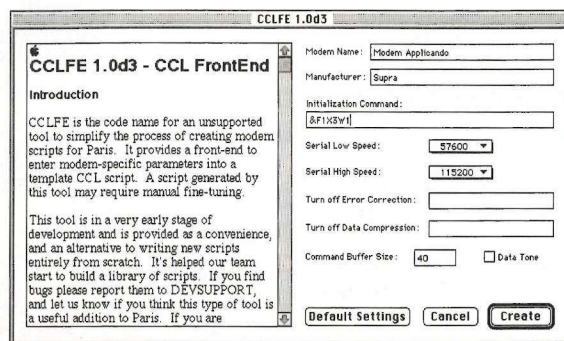 CCLFE 1.0d3
CCLFE 1.0d3 - CCL FrontEnd
Introduction
CCLFE is the code name for an unsupported
tool to simplify the process of creating modem
scripts for Paris. It provides a front-end to
enter modem-specific parameters into a
template CCL script. A script generated by
this tool may require manual fine-tuning.
This tool is in a very early stage of
development and is provided as a convenience,
and an alternative to writing new scripts
entirely from scratch. It's helped our team
start to build a library of scripts. If you find
bugs please report them to DEVSUPPORT,
and let us know if you think this type of tool is
a useful addition to Paris. If you are
Modem Name: Modem Applicando
Manufacturer: Supra
Initialization Command:
&F1X3W1
Serial Low Speed: 57600
Serial High Speed: 115200
Turn off Error Correction:
Turn off Data Compression:
Command Buffer Size: 40 Data Tone
Default Settings Cancel Create